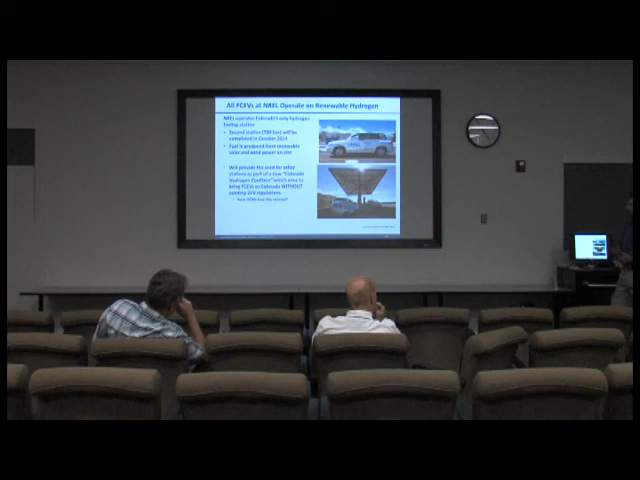 All FCEVs at NREL Operate on Renewable Hydrogen
NREL operates Colorado's only hydrogen
fueling station
Second station (700 bar) will be
completed in October 2014
Fuel is produced from renewable
solar and wind power on site
Will provide the seed for other
stations as part of a new "Colorado
Hydrogen Coalition" which aims to
bring FCEVs to Colorado WITHOUT
needing ZEV regulations